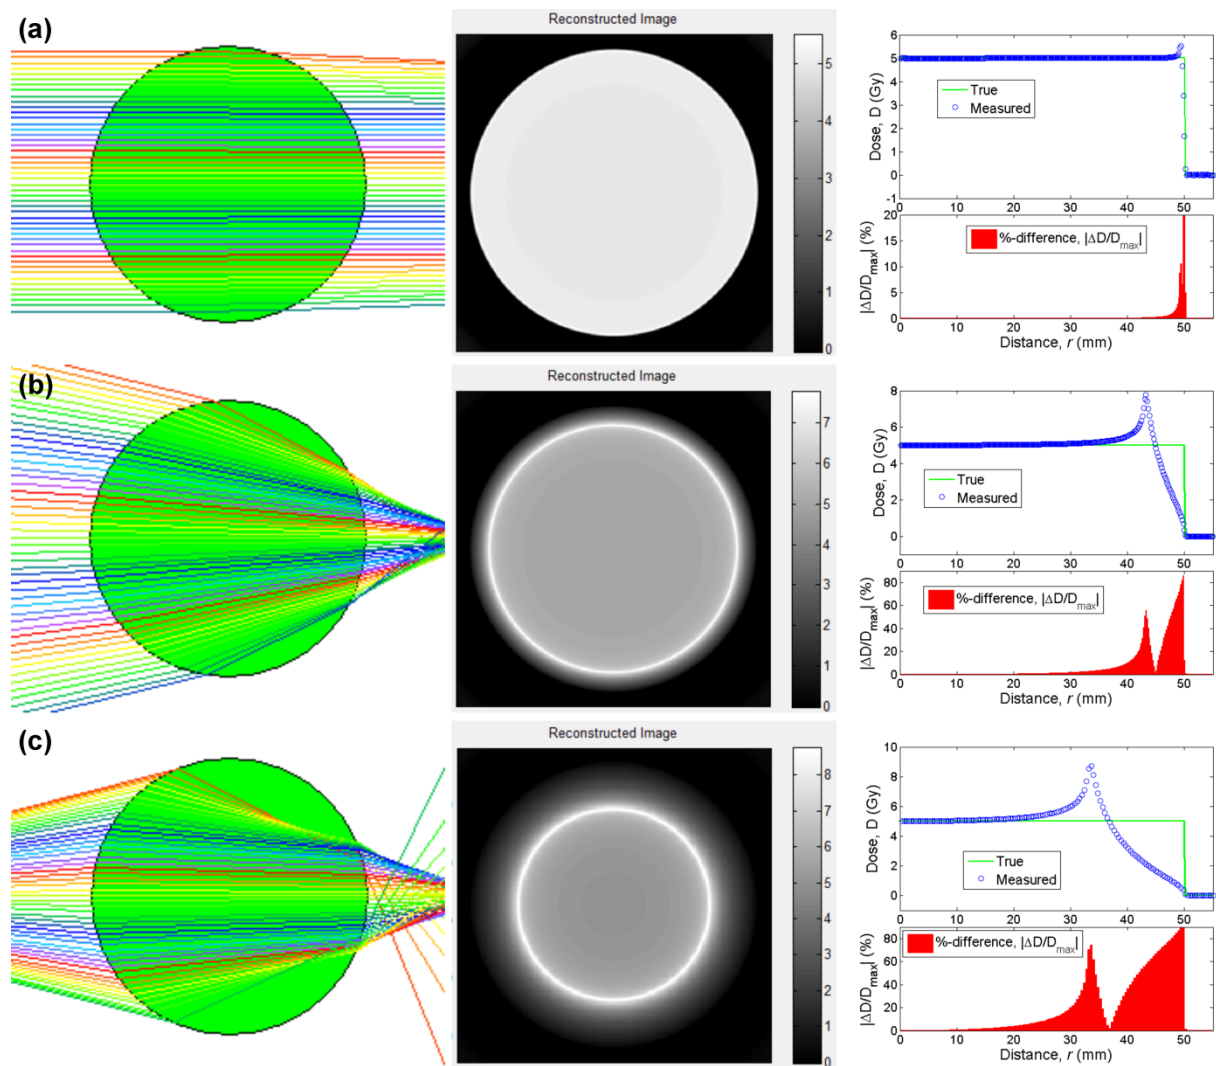 (a)
Reconstructed Image
5
4
3
2
1
0
6
5
4
3
2
1
0
-1
Dose, D (Gy)
True
Measured
0 10 20 30 40 50
20
15
10
5
0
|ΔD/D_max| (%)
%-difference, |ΔD/D_max|
0 10 20 30 40 50
Distance, r (mm)
(b)
Reconstructed Image
7
6
5
4
3
2
1
0
8
6
4
2
0
Dose, D (Gy)
True
Measured
0 10 20 30 40 50
80
60
40
20
0
|ΔD/D_max| (%)
%-difference, |ΔD/D_max|
0 10 20 30 40 50
Distance, r (mm)
(c)
Reconstructed Image
8
7
6
5
4
3
2
1
0
10
8
6
4
2
0
Dose, D (Gy)
True
Measured
0 10 20 30 40 50
80
60
40
20
0
|ΔD/D_max| (%)
%-difference, |ΔD/D_max|
0 10 20 30 40 50
Distance, r (mm)